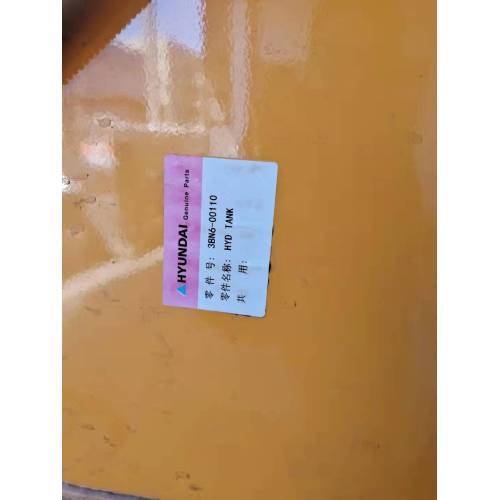 HYUNDAI Genuine Parts
零 件 号: 3BN6-00110
零件名称: HYD TANK
共 用: